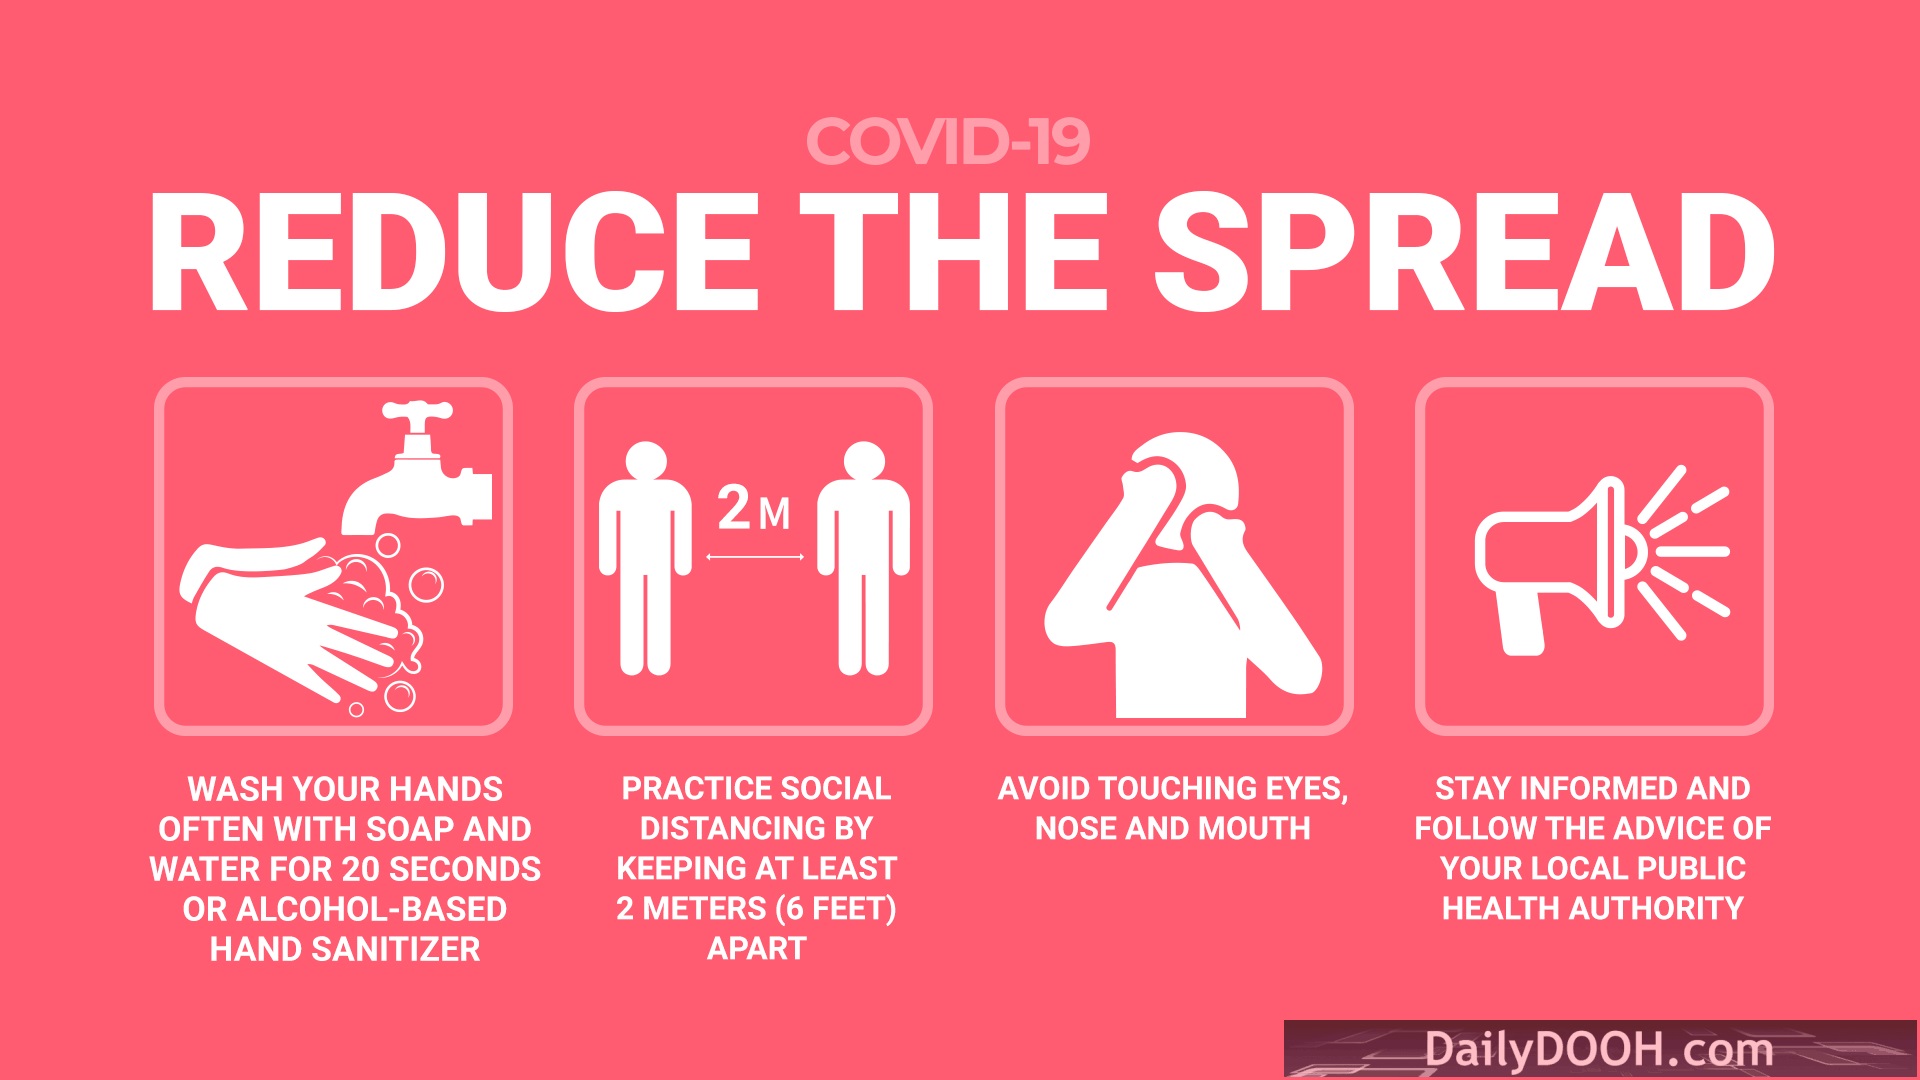 COVID-19
REDUCE THE SPREAD
2 M
WASH YOUR HANDS
OFTEN WITH SOAP AND
WATER FOR 20 SECONDS
OR ALCOHOL-BASED
HAND SANITIZER
PRACTICE SOCIAL
DISTANCING BY
KEEPING AT LEAST
2 METERS (6 FEET)
APART
AVOID TOUCHING EYES,
NOSE AND MOUTH
STAY INFORMED AND
FOLLOW THE ADVICE OF
YOUR LOCAL PUBLIC
HEALTH AUTHORITY
DailyDOOH.com